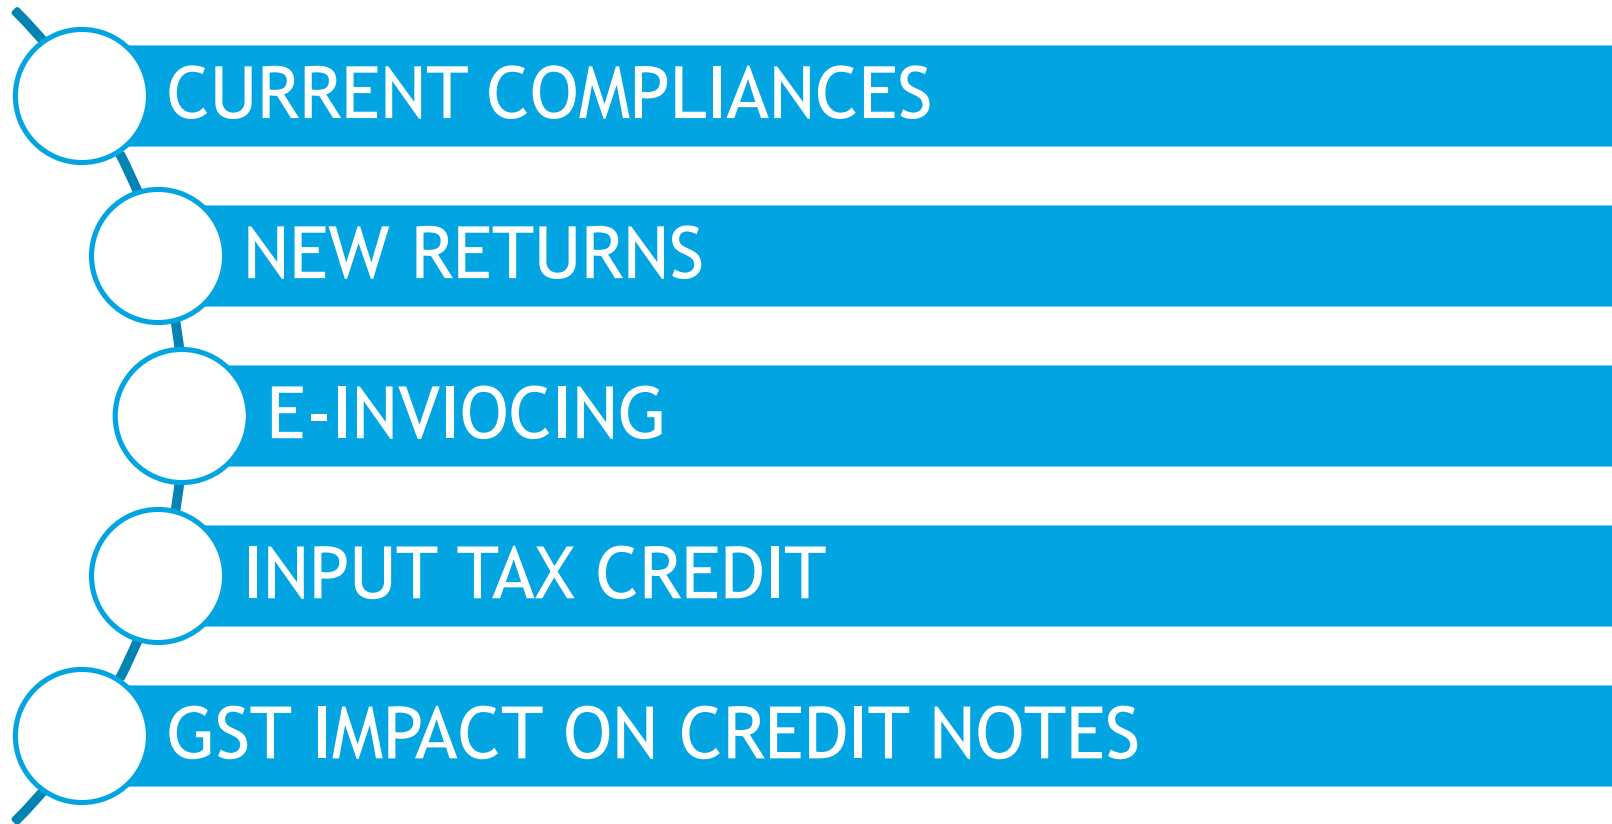 CURRENT COMPLIANCES
NEW RETURNS
E-INVIOCING
INPUT TAX CREDIT
GST IMPACT ON CREDIT NOTES